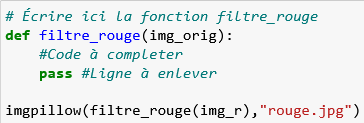 # Écrire ici la fonction filtre_rouge
def filtre_rouge(img_orig):
    #Code à completer
    pass #Ligne à enlever
imgpillow(filtre_rouge(img_r),"rouge.jpg")